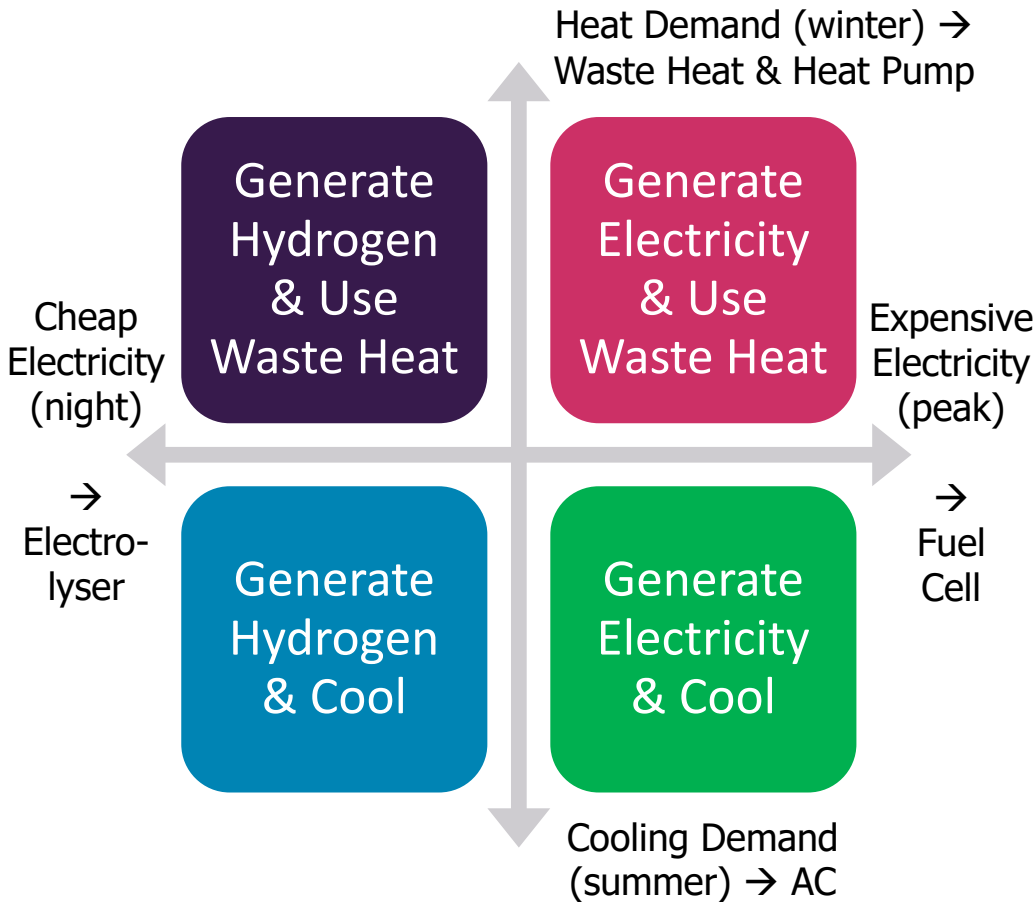 Heat Demand (winter) →
Waste Heat & Heat Pump
Generate
Hydrogen
& Use
Waste Heat
Generate
Electricity
& Use
Waste Heat
Cheap
Electricity
(night)
Expensive
Electricity
(peak)
→
Electro-
lyser
→
Fuel
Cell
Generate
Hydrogen
& Cool
Generate
Electricity
& Cool
Cooling Demand
(summer) → AC